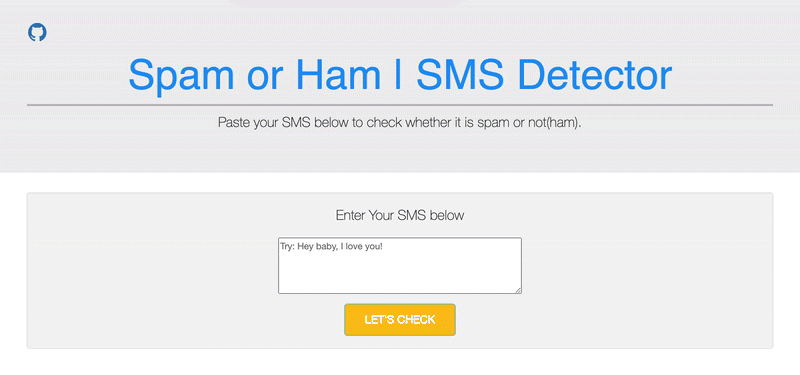 Spam or Ham | SMS Detector
Paste your SMS below to check whether it is spam or not(ham).
Enter Your SMS below
Try: Hey baby, I love you!
LET'S CHECK